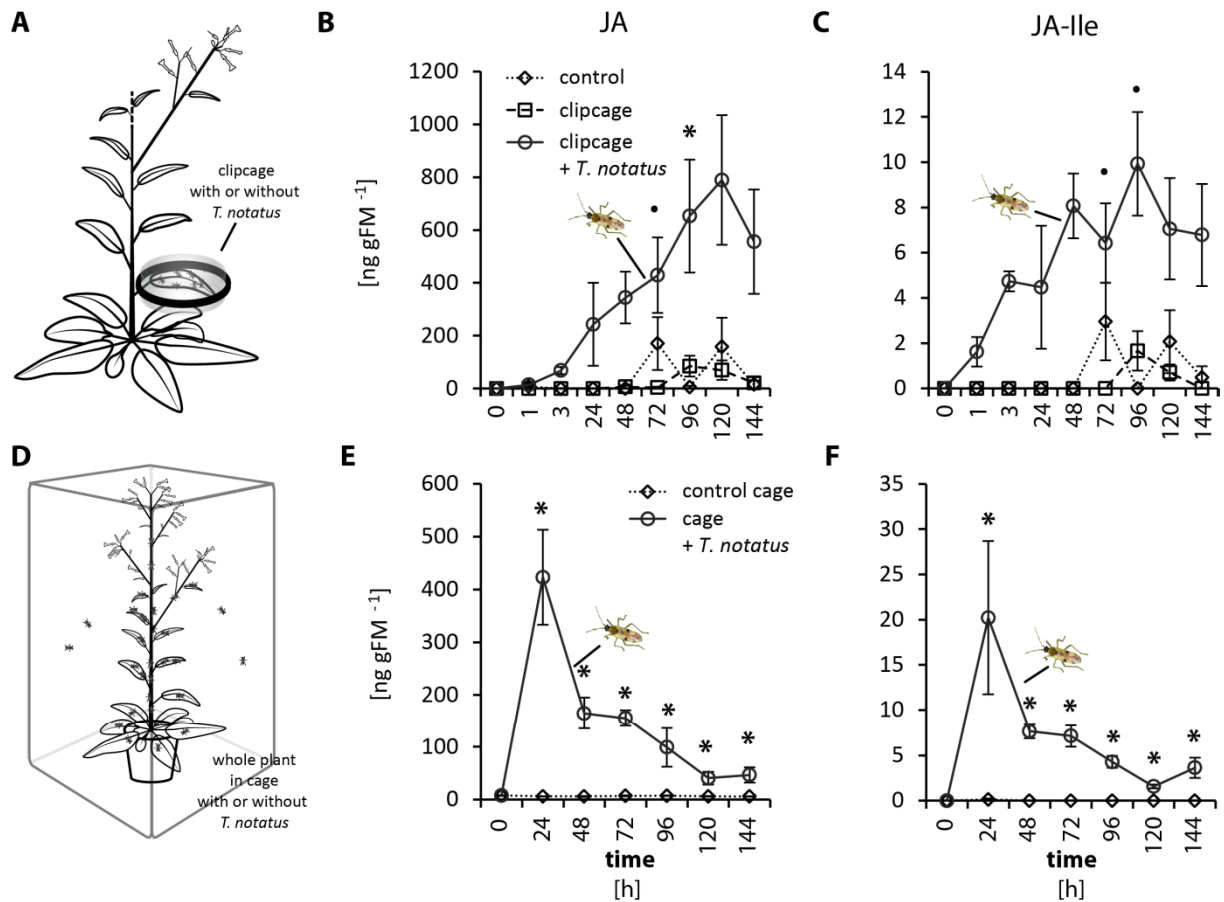 A
clipcage
with or without
T. notatus
B
JA
control
clipcage
clipcage
+ T. notatus
[ng gFM -1]
1200
1000
800
600
400
200
0
*
•
0
1
3
24
48
72
96
120
144
C
JA-Ile
14
12
10
8
6
4
2
0
•
•
0
1
3
24
48
72
96
120
144
D
whole plant
in cage
with or without
T. notatus
E
control cage
cage
+ T. notatus
[ng gFM -1]
600
500
400
300
200
100
0
*
*
*
*
*
*
0
24
48
72
96
120
144
time
[h]
F
35
30
25
20
15
10
5
0
*
*
*
*
*
*
0
24
48
72
96
120
144
time
[h]